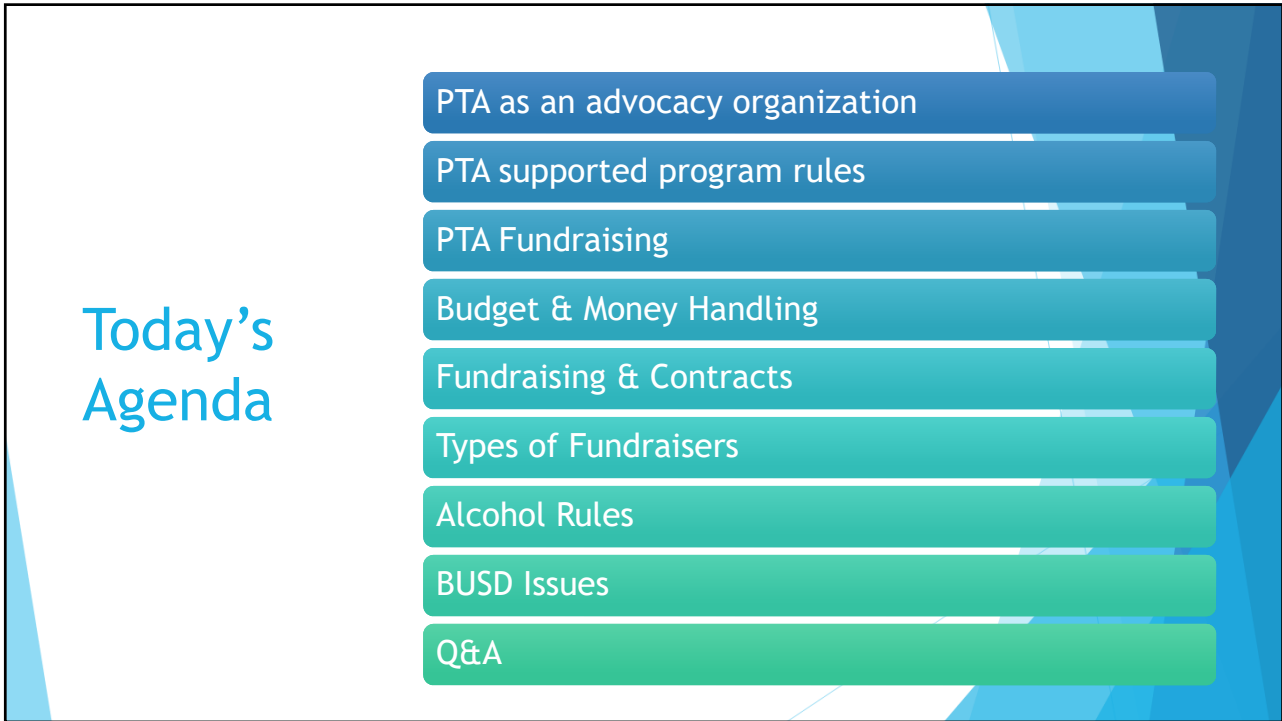 Today’s
Agenda
PTA as an advocacy organization
PTA supported program rules
PTA Fundraising
Budget & Money Handling
Fundraising & Contracts
Types of Fundraisers
Alcohol Rules
BUSD Issues
Q&A